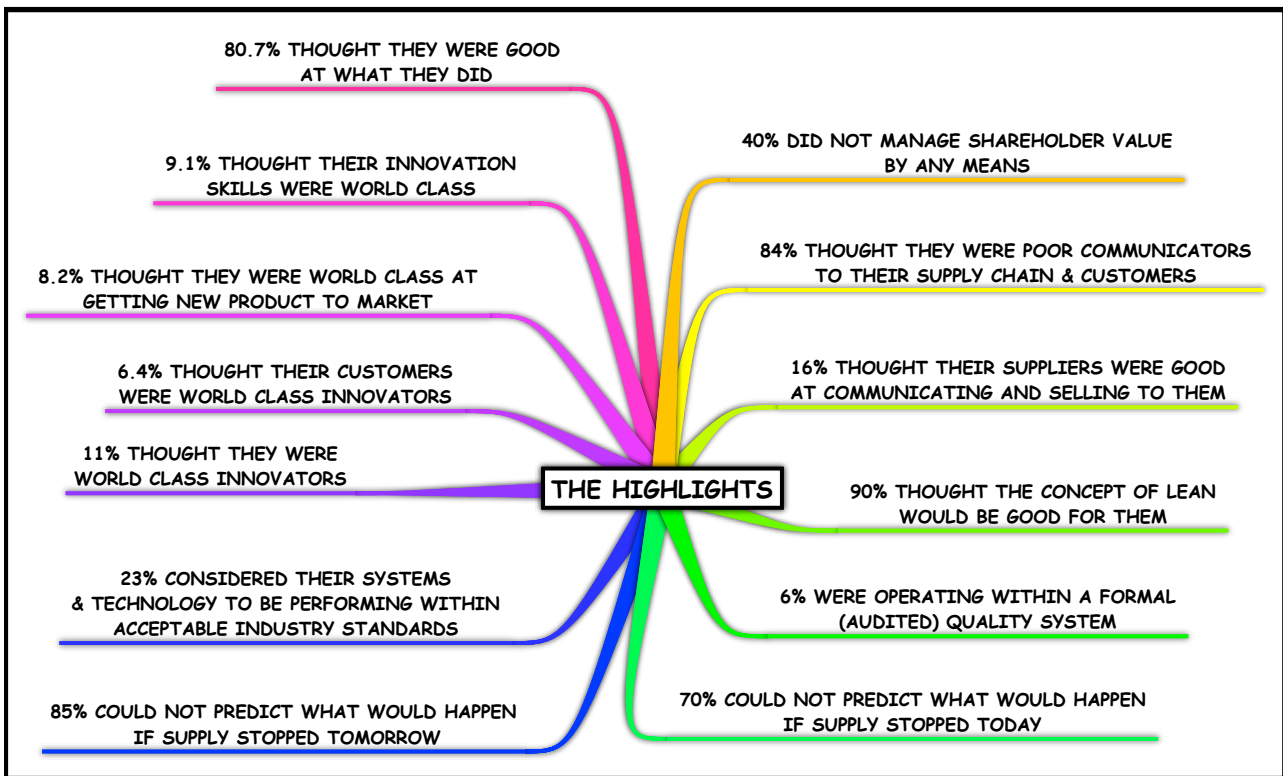 80.7% THOUGHT THEY WERE GOOD
AT WHAT THEY DID
9.1% THOUGHT THEIR INNOVATION
SKILLS WERE WORLD CLASS
8.2% THOUGHT THEY WERE WORLD CLASS AT
GETTING NEW PRODUCT TO MARKET
6.4% THOUGHT THEIR CUSTOMERS
WERE WORLD CLASS INNOVATORS
11% THOUGHT THEY WERE
WORLD CLASS INNOVATORS
23% CONSIDERED THEIR SYSTEMS
& TECHNOLOGY TO BE PERFORMING WITHIN
ACCEPTABLE INDUSTRY STANDARDS
85% COULD NOT PREDICT WHAT WOULD HAPPEN
IF SUPPLY STOPPED TOMORROW
THE HIGHLIGHTS
40% DID NOT MANAGE SHAREHOLDER VALUE
BY ANY MEANS
84% THOUGHT THEY WERE POOR COMMUNICATORS
TO THEIR SUPPLY CHAIN & CUSTOMERS
16% THOUGHT THEIR SUPPLIERS WERE GOOD
AT COMMUNICATING AND SELLING TO THEM
90% THOUGHT THE CONCEPT OF LEAN
WOULD BE GOOD FOR THEM
6% WERE OPERATING WITHIN A FORMAL
(AUDITED) QUALITY SYSTEM
70% COULD NOT PREDICT WHAT WOULD HAPPEN
IF SUPPLY STOPPED TODAY